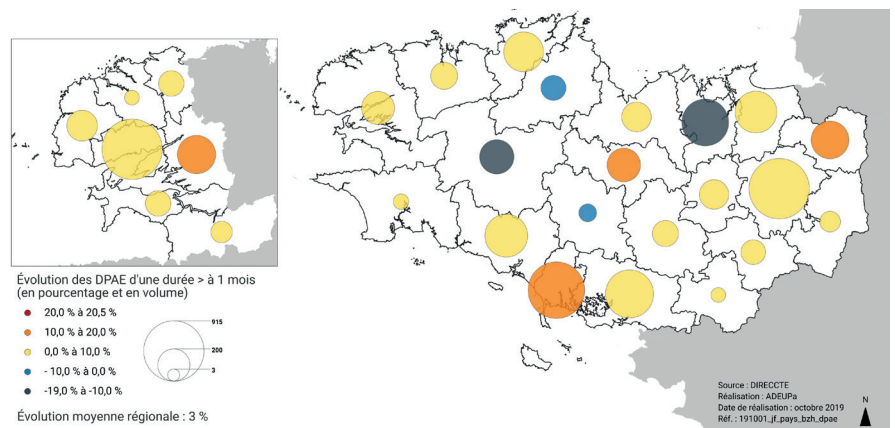 Évolution des DPAE d'une durée > à 1 mois
(en pourcentage et en volume)
20,0 % à 20,5 %
10,0 % à 20,0 %
0,0 % à 10,0 %
- 10,0 % à 0,0 %
-19,0 % à -10,0 %
915
200
3
Évolution moyenne régionale : 3 %
Source : DIRECCTE
Réalisation : ADEUPa
Date de réalisation : octobre 2019
Réf. : 191001_jf_pays_bzh_dpae
N